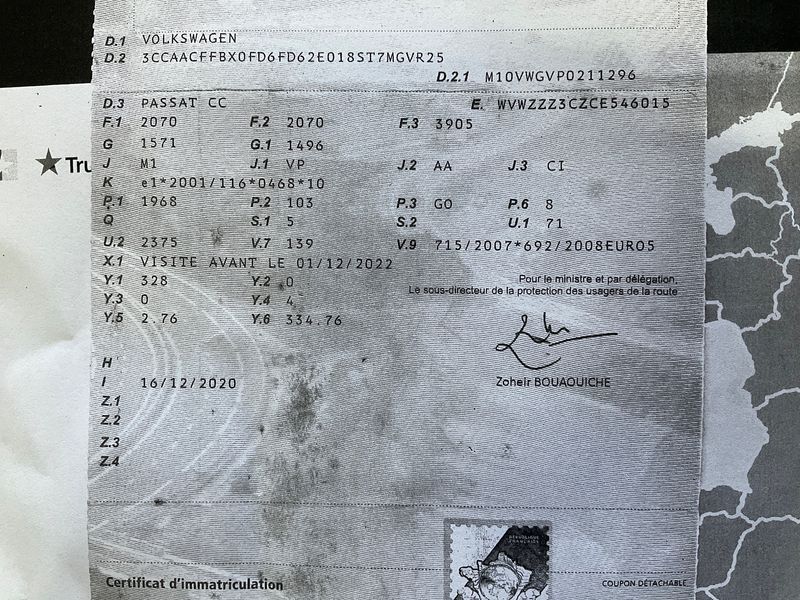 D.1 VOLKSWAGEN
D.2 3CCAACFFBX0FD6FD62E018ST7MGVR25
D.2.1 M10VWGVP0211296
D.3 PASSAT CC E. WVWZZZ3CZCE546015
F.1 2070 F.2 2070 F.3 3905
G 1571 G.1 1496
J M1 J.1 VP J.2 AA J.3 CI
K e1*2001/116*0468*10
P.1 1968 P.2 103 P.3 GO P.6 8
Q S.1 5 S.2 U.1 71
U.2 2375 V.7 139 V.9 715/2007*692/2008EURO5
X.1 VISITE AVANT LE 01/12/2022
Y.1 328 Y.2 0
Y.3 0 Y.4 4
Y.5 2.76 Y.6 334.76
Pour le ministre et par délégation,
Le sous-directeur de la protection des usagers de la route
Zoheir BOUAOUICHE
H
I 16/12/2020
Z.1
Z.2
Z.3
Z.4
RÉPUBLIQUE
FRANÇAISE
Certificat d'immatriculation COUPON DÉTACHABLE
Tru